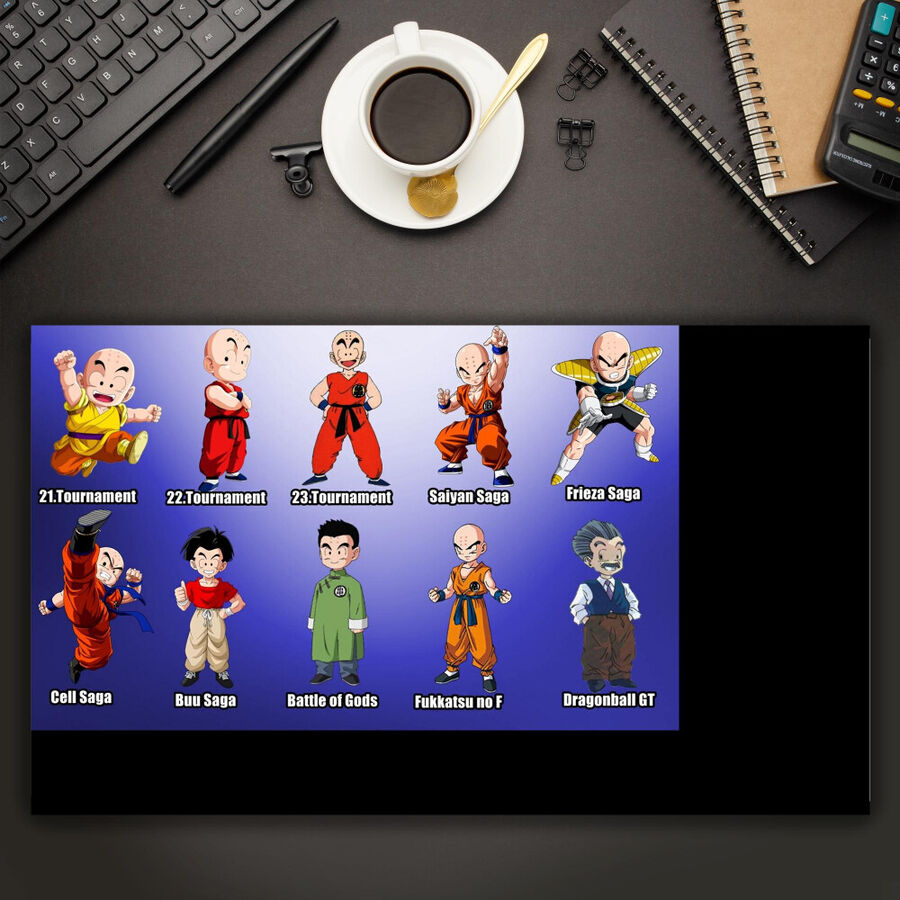 21.Tournament
22.Tournament
23.Tournament
Saiyan Saga
Frieza Saga
Cell Saga
Buu Saga
Battle of Gods
Fukkatsu no F
Dragonball GT